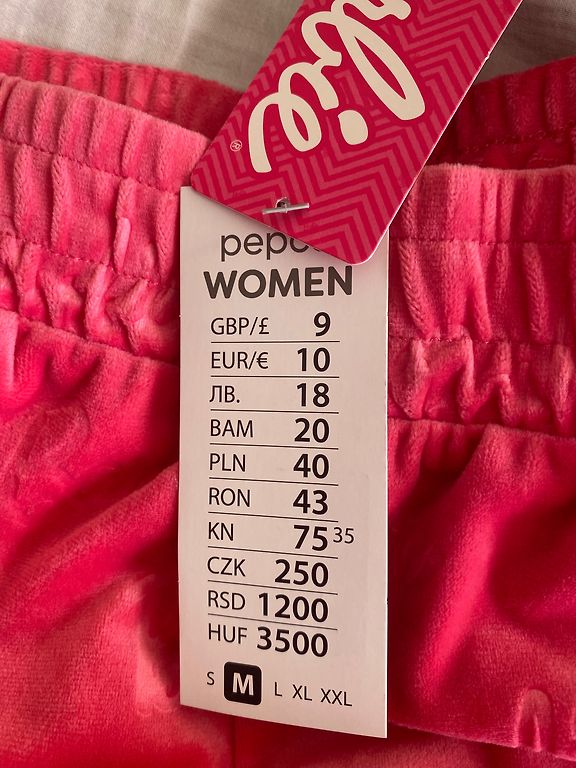 rbie®
pepc
WOMEN
GBP/£ 9
EUR/€ 10
ЛВ. 18
BAM 20
PLN 40
RON 43
KN 75 35
CZK 250
RSD 1200
HUF 3500
S M L XL XXL